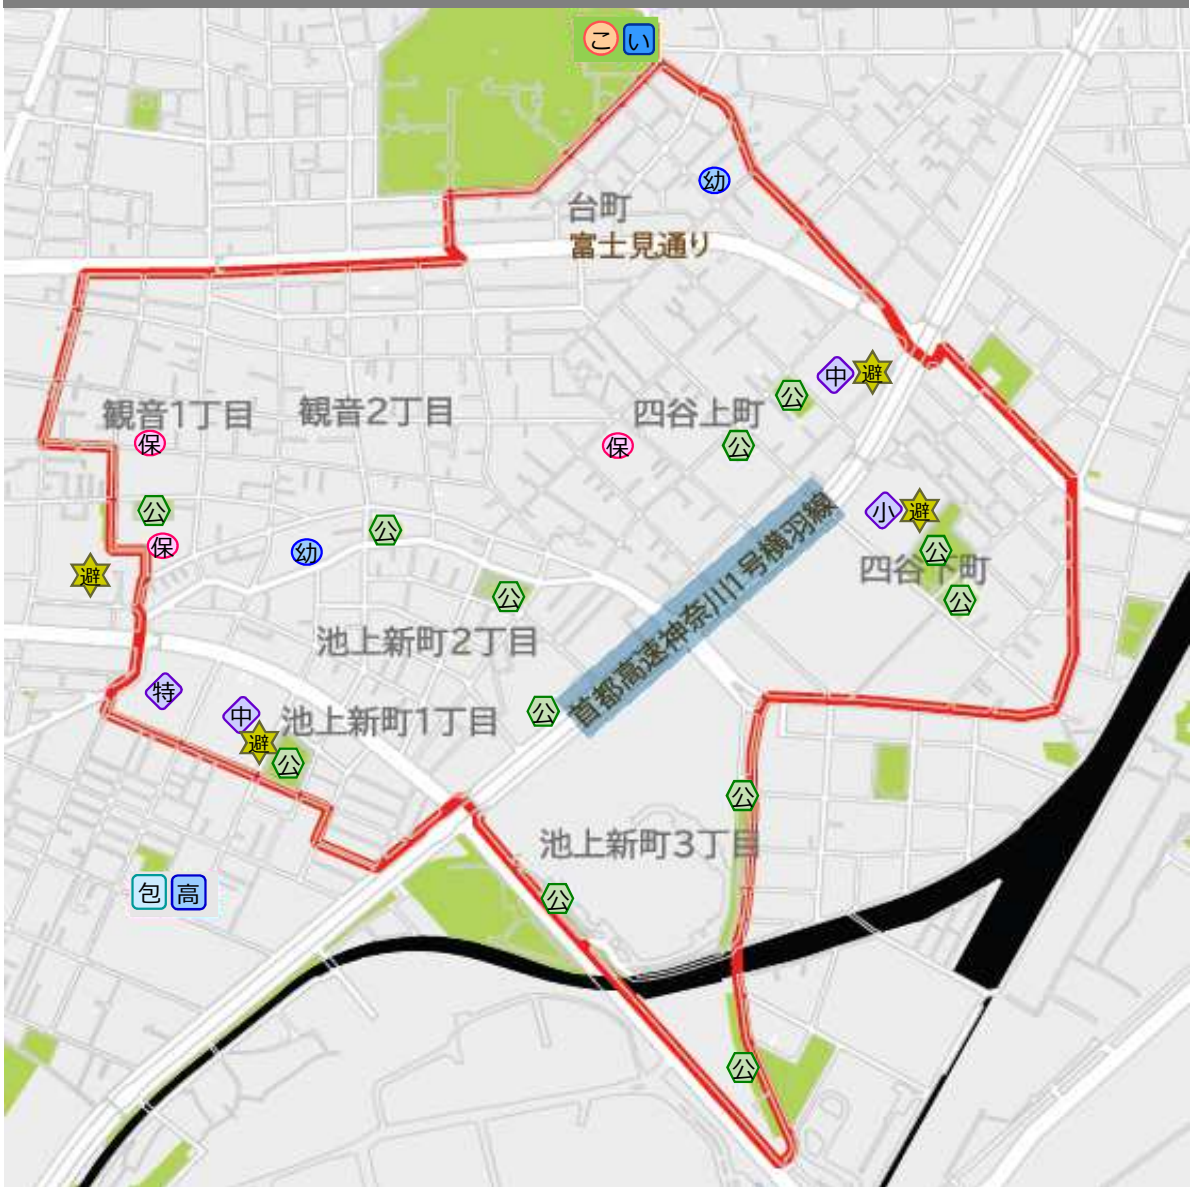 こ い
幼
台町
富士見通り
中 避
公
観音1丁目
観音2丁目
四谷上町
保
保
公
首都高速神奈川1号横羽線
公
小 避
公
保
幼
公
四谷下町
避
公
公
池上新町2丁目
特
中
池上新町1丁目
公
避
公
公
池上新町3丁目
包 高
公
公